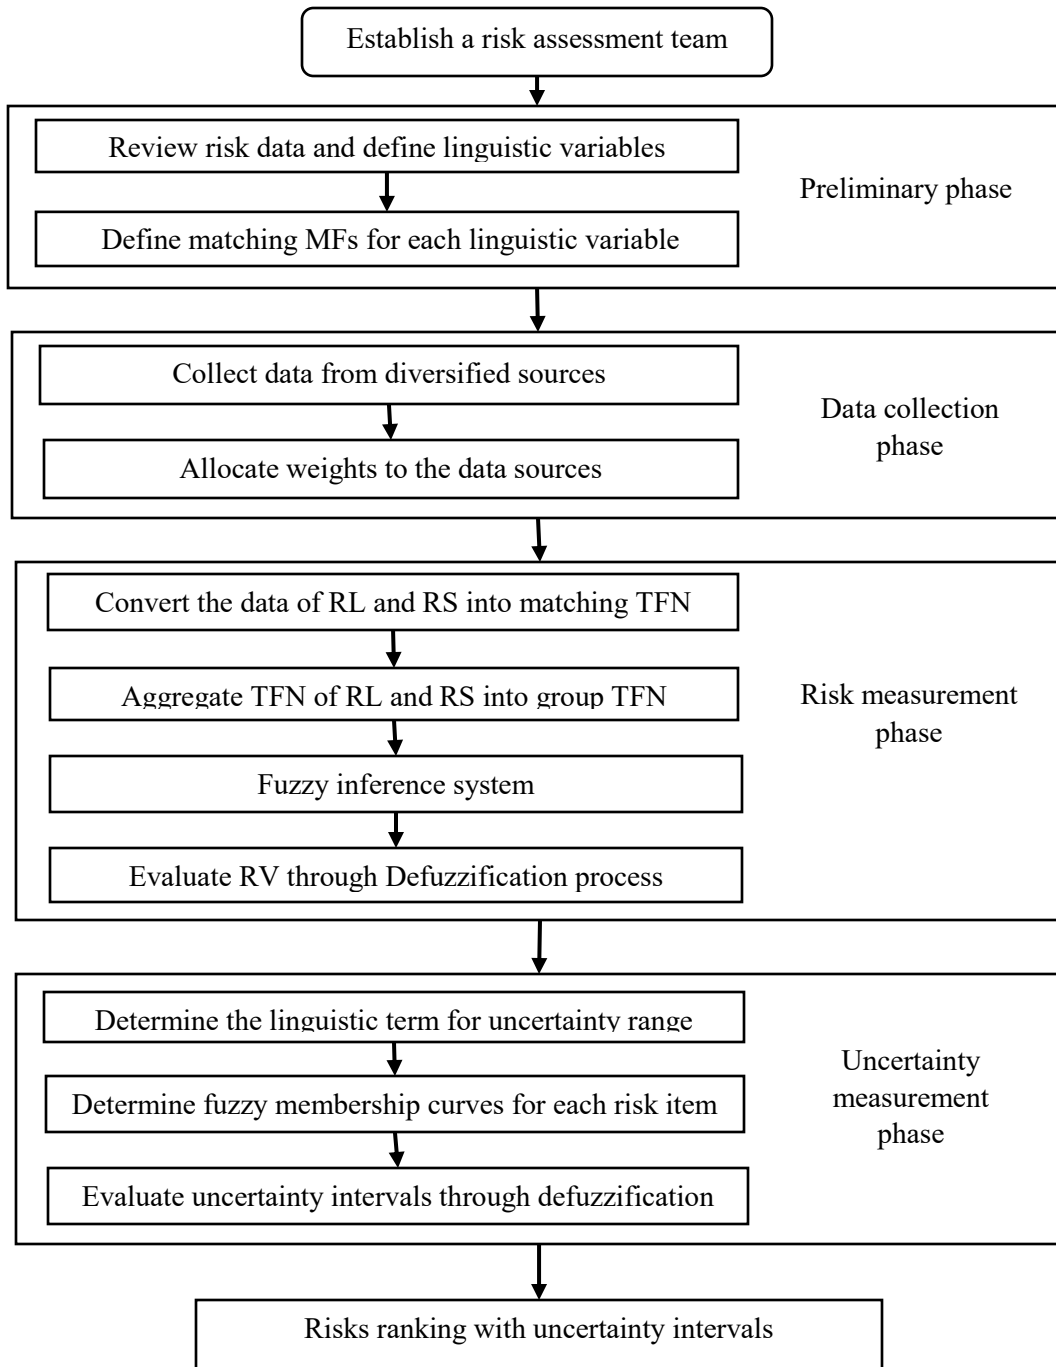 Establish a risk assessment team
Review risk data and define linguistic variables
Preliminary phase
Define matching MFs for each linguistic variable
Collect data from diversified sources
Data collection
phase
Allocate weights to the data sources
Convert the data of RL and RS into matching TFN
Aggregate TFN of RL and RS into group TFN
Risk measurement
phase
Fuzzy inference system
Evaluate RV through Defuzzification process
Determine the linguistic term for uncertainty range
Uncertainty
measurement
phase
Determine fuzzy membership curves for each risk item
Evaluate uncertainty intervals through defuzzification
Risks ranking with uncertainty intervals